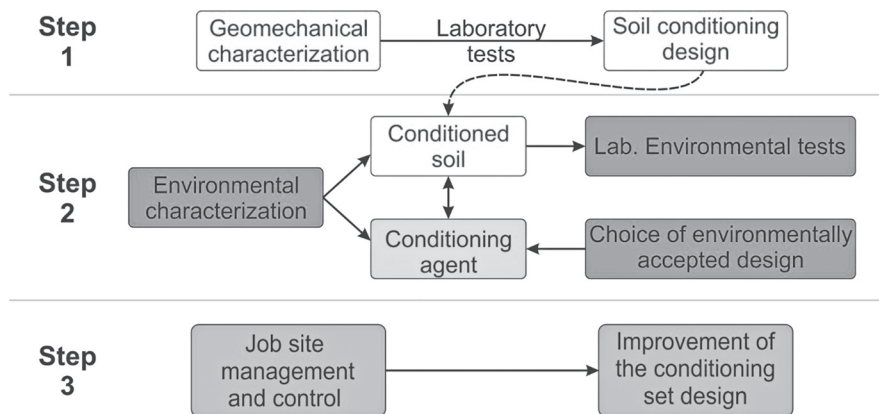 Step
1
Geomechanical
characterization
Laboratory
tests
Soil conditioning
design
Step
2
Environmental
characterization
Conditioned
soil
Lab. Environmental tests
Conditioning
agent
Choice of environmentally
accepted design
Step
3
Job site
management
and control
Improvement of
the conditioning
set design